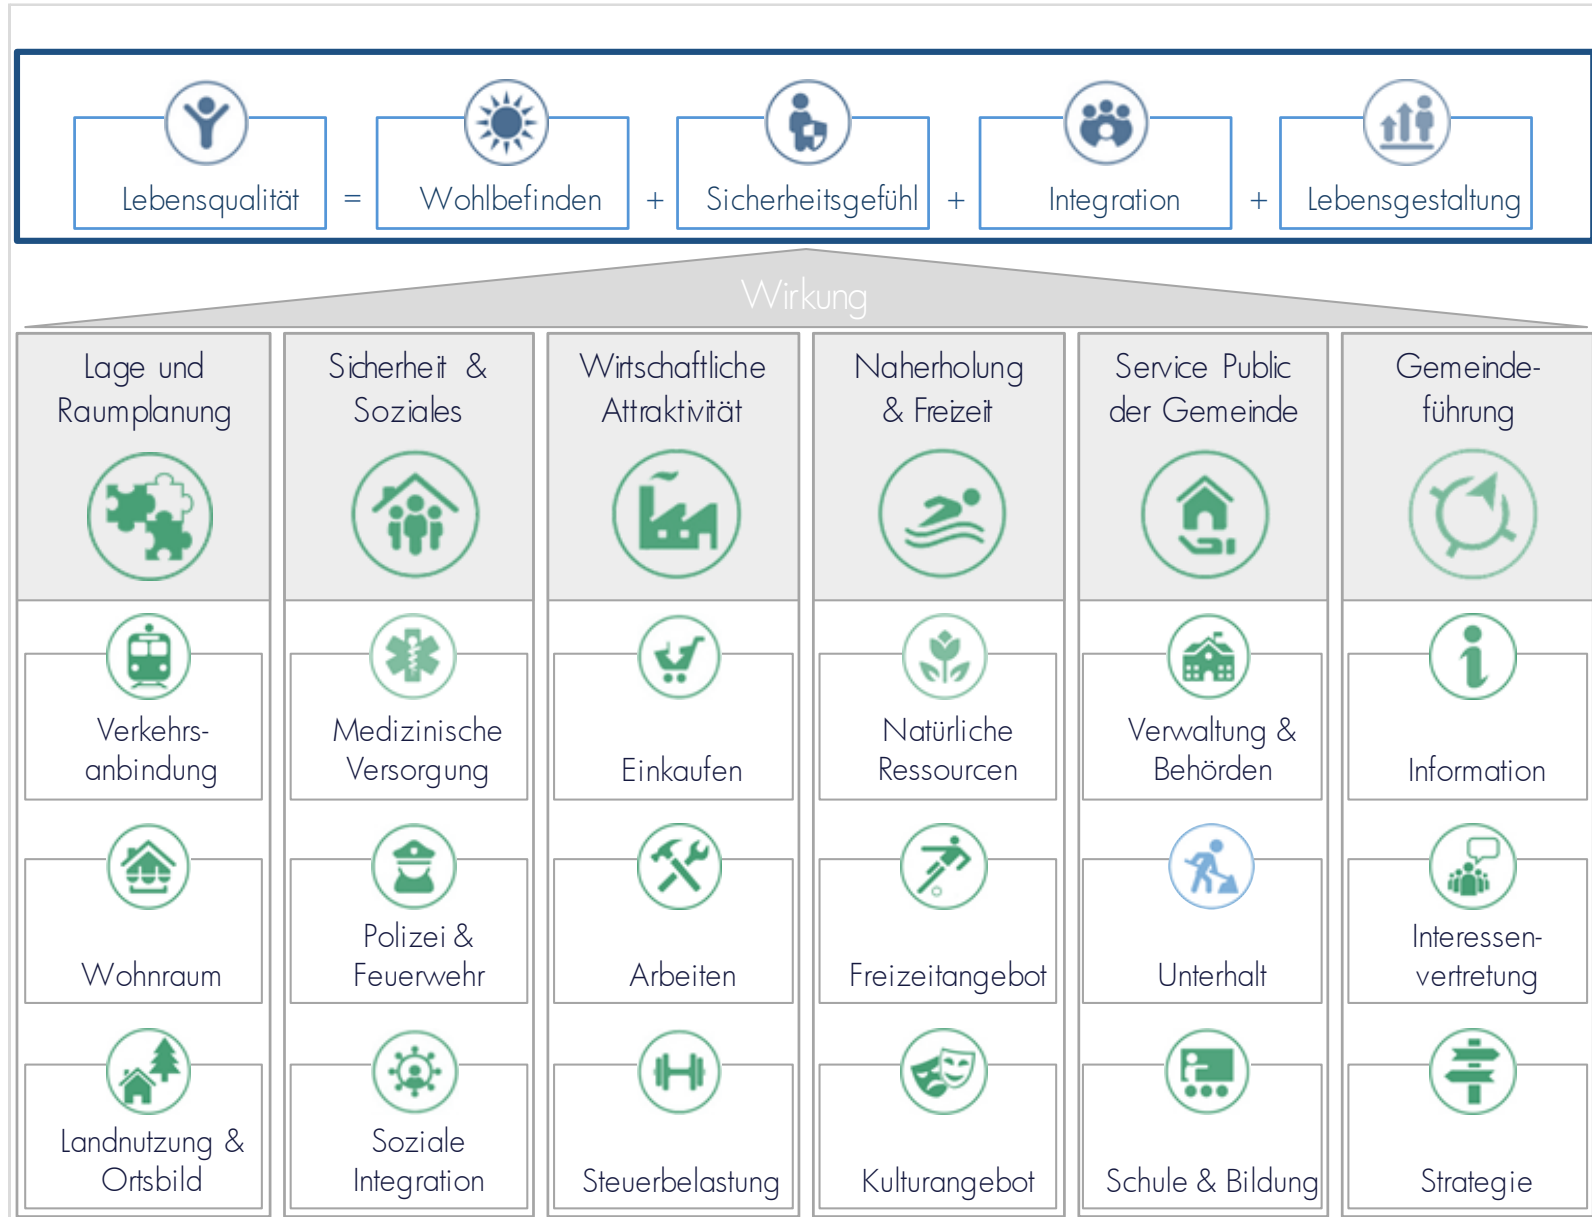 Lebensqualität = Wohlbefinden + Sicherheitsgefühl + Integration + Lebensgestaltung
Wirkung
Lage und
Raumplanung
Sicherheit &
Soziales
Wirtschaftliche
Attraktivität
Naherholung
& Freizeit
Service Public
der Gemeinde
Gemeinde-
führung
Verkehrs-
anbindung
Medizinische
Versorgung
Einkaufen
Natürliche
Ressourcen
Verwaltung &
Behörden
Information
Wohnraum
Polizei &
Feuerwehr
Arbeiten
Freizeitangebot
Unterhalt
Interessen-
vertretung
Landnutzung &
Ortsbild
Soziale
Integration
Steuerbelastung
Kulturangebot
Schule & Bildung
Strategie